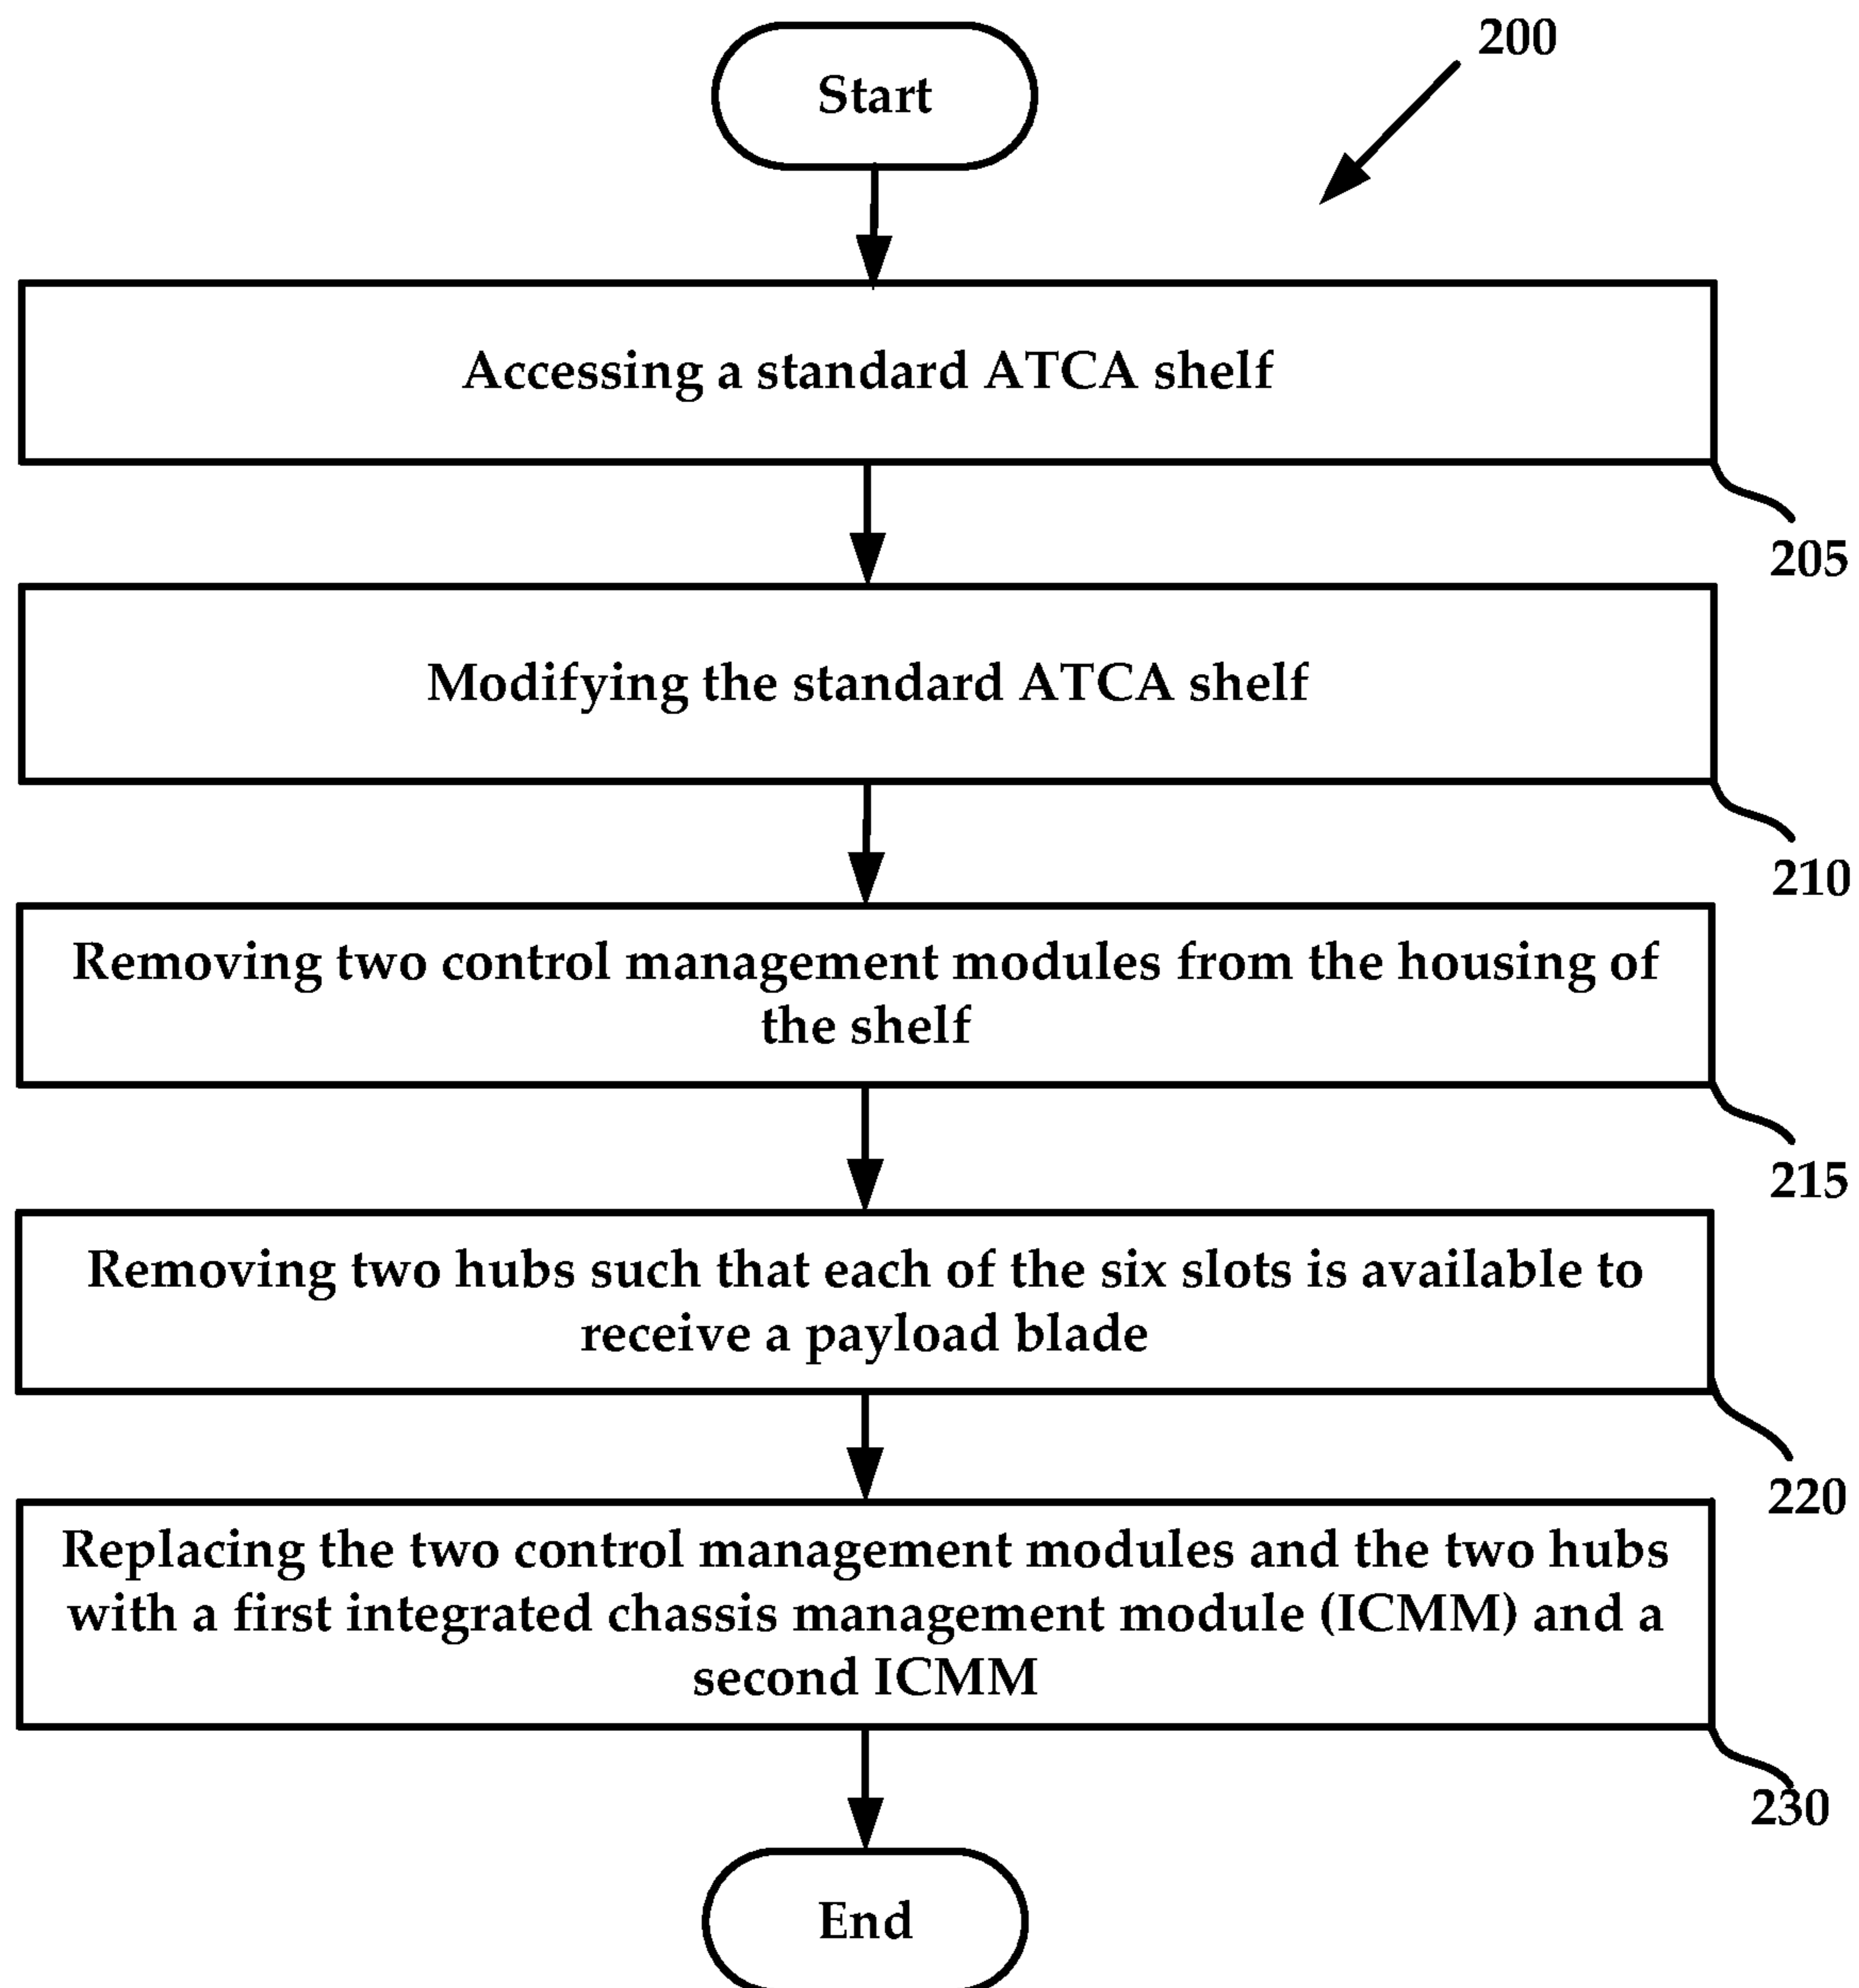 200
Start
Accessing a standard ATCA shelf
205
Modifying the standard ATCA shelf
210
Removing two control management modules from the housing of
the shelf
215
Removing two hubs such that each of the six slots is available to
receive a payload blade
220
Replacing the two control management modules and the two hubs
with a first integrated chassis management module (ICMM) and a
second ICMM
230
End